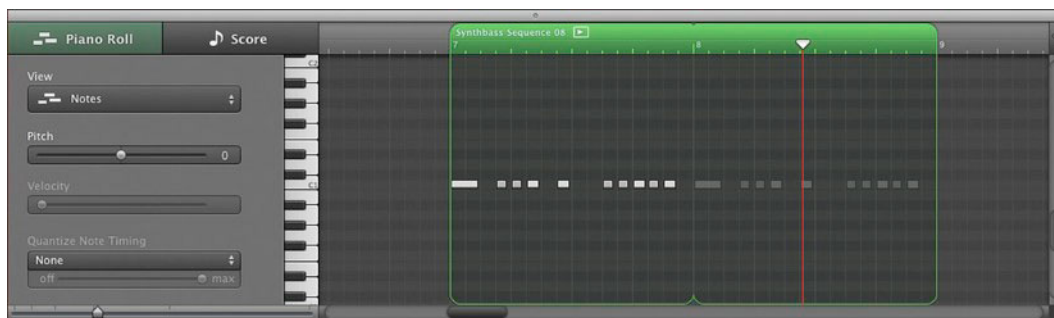 Piano Roll
Score
Synthbass Sequence 08
7
8
9
View
Notes
Pitch
0
Velocity
Quantize Note Timing
None
off
max
C2
C1